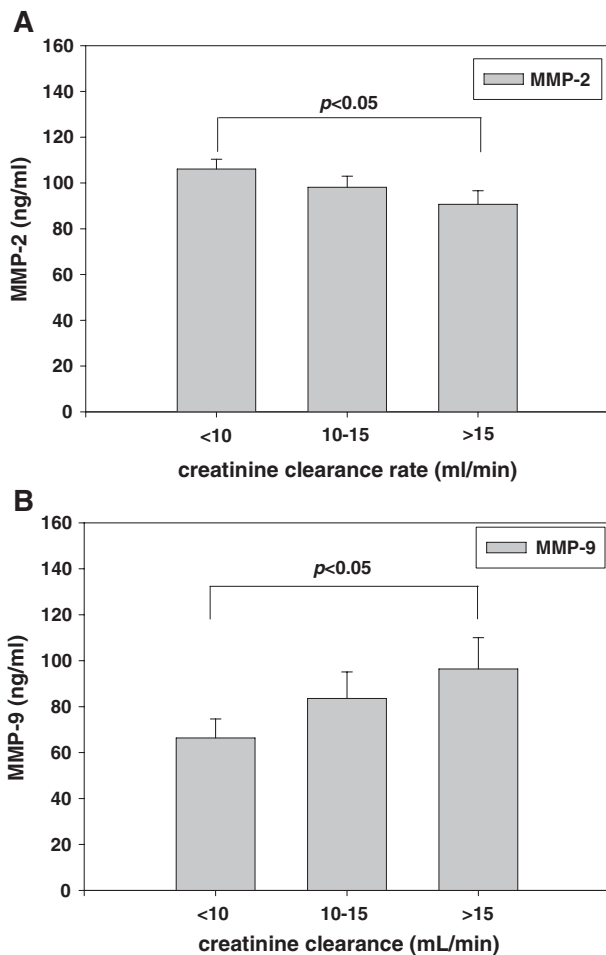 A
160
140
120
100
80
60
40
20
0
MMP-2 (ng/ml)
MMP-2
p<0.05
<10 10-15 >15
creatinine clearance rate (ml/min)
B
160
140
120
100
80
60
40
20
0
MMP-9 (ng/ml)
MMP-9
p<0.05
<10 10-15 >15
creatinine clearance (mL/min)